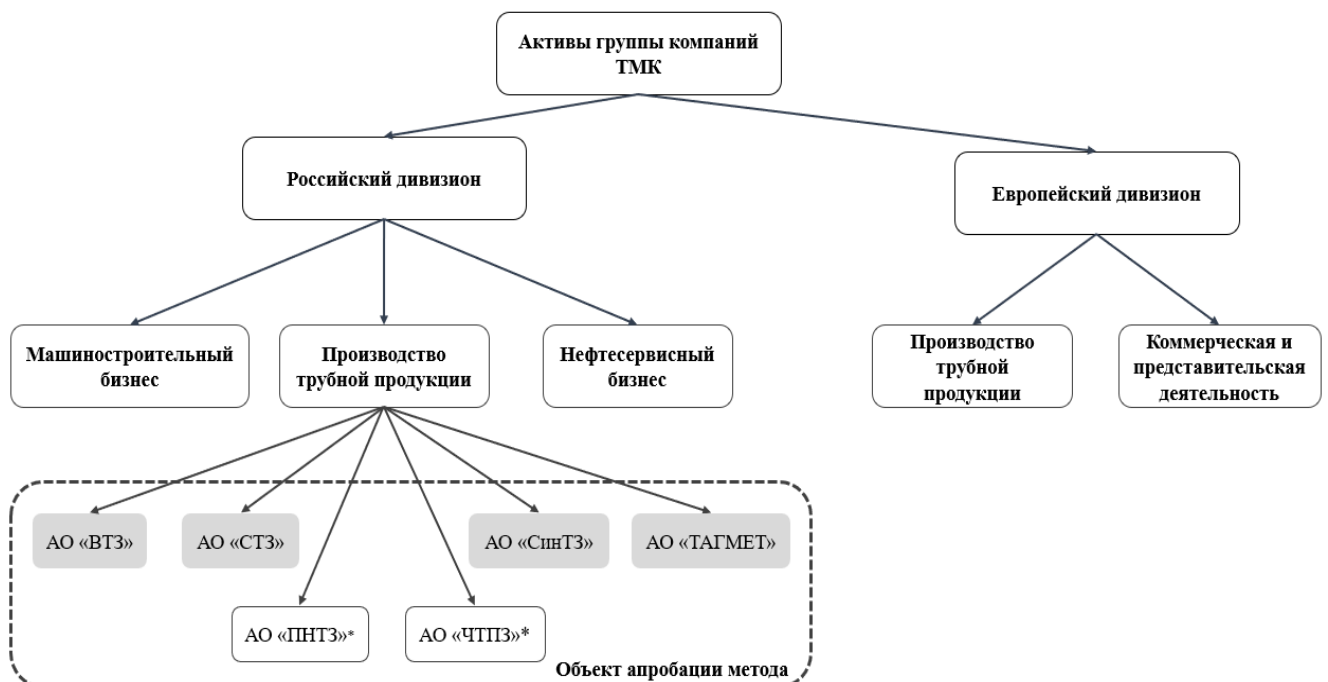 Активы группы компаний
ТМК
Российский дивизион
Европейский дивизион
Машиностроительный
бизнес
Производство
трубной продукции
Нефтесервисный
бизнес
Производство
трубной
продукции
Коммерческая и
представительская
деятельность
АО «ВТЗ»
АО «СТЗ»
АО «СинТЗ»
АО «ТАГМЕТ»
АО «ПНТЗ»*
АО «ЧТПЗ»*
Объект апробации метода